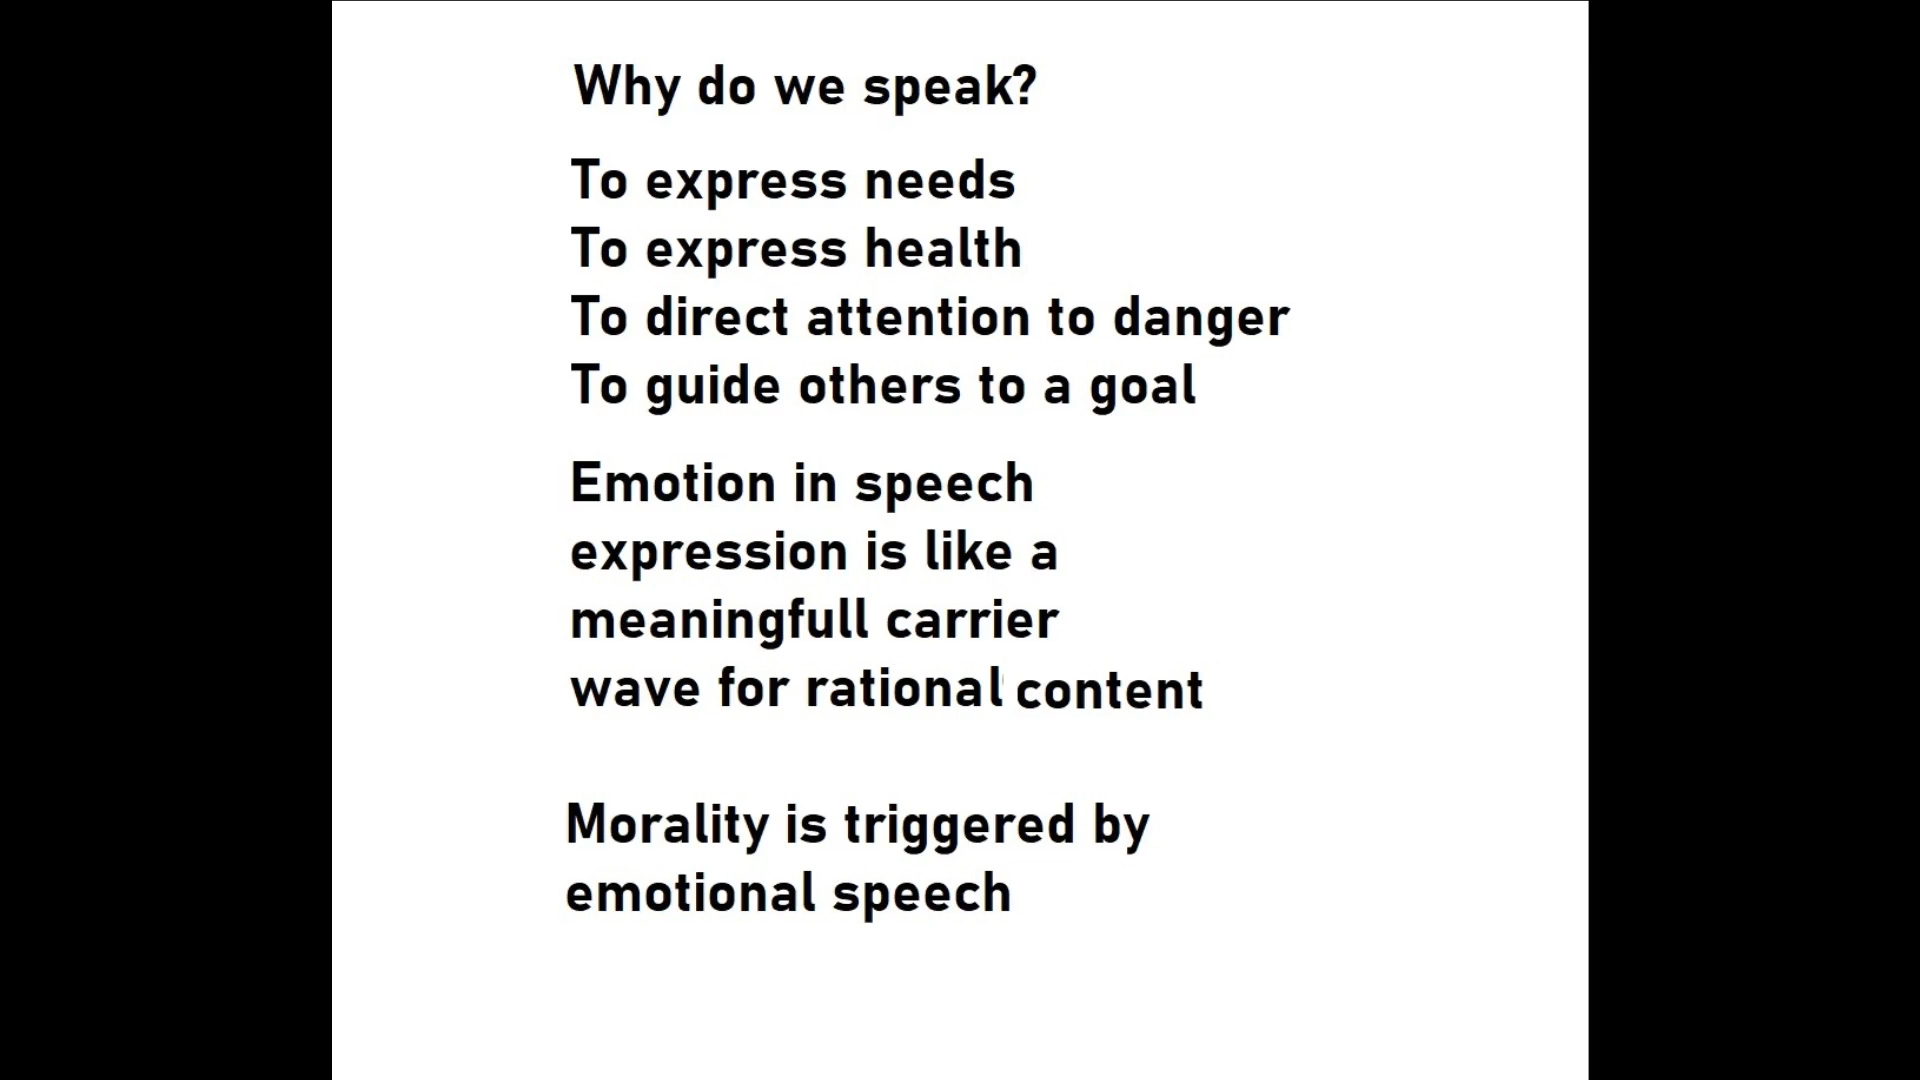 Why do we speak?
To express needs
To express health
To direct attention to danger
To guide others to a goal
Emotion in speech
expression is like a
meaningfull carrier
wave for rational content
Morality is triggered by
emotional speech